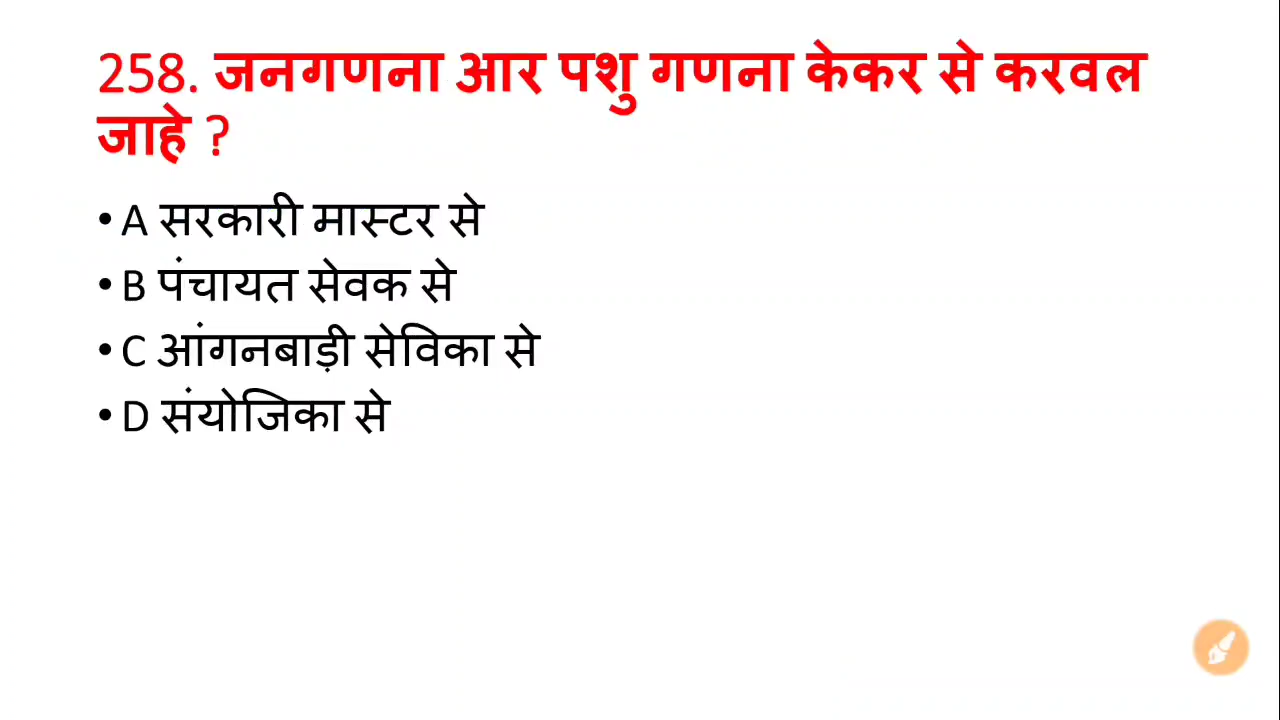 258. जनगणना आर पशु गणना केकर से करवल
जाहे ?
• A सरकारी मास्टर से
• B पंचायत सेवक से
• C आंगनबाड़ी सेविका से
• D संयोजिका से